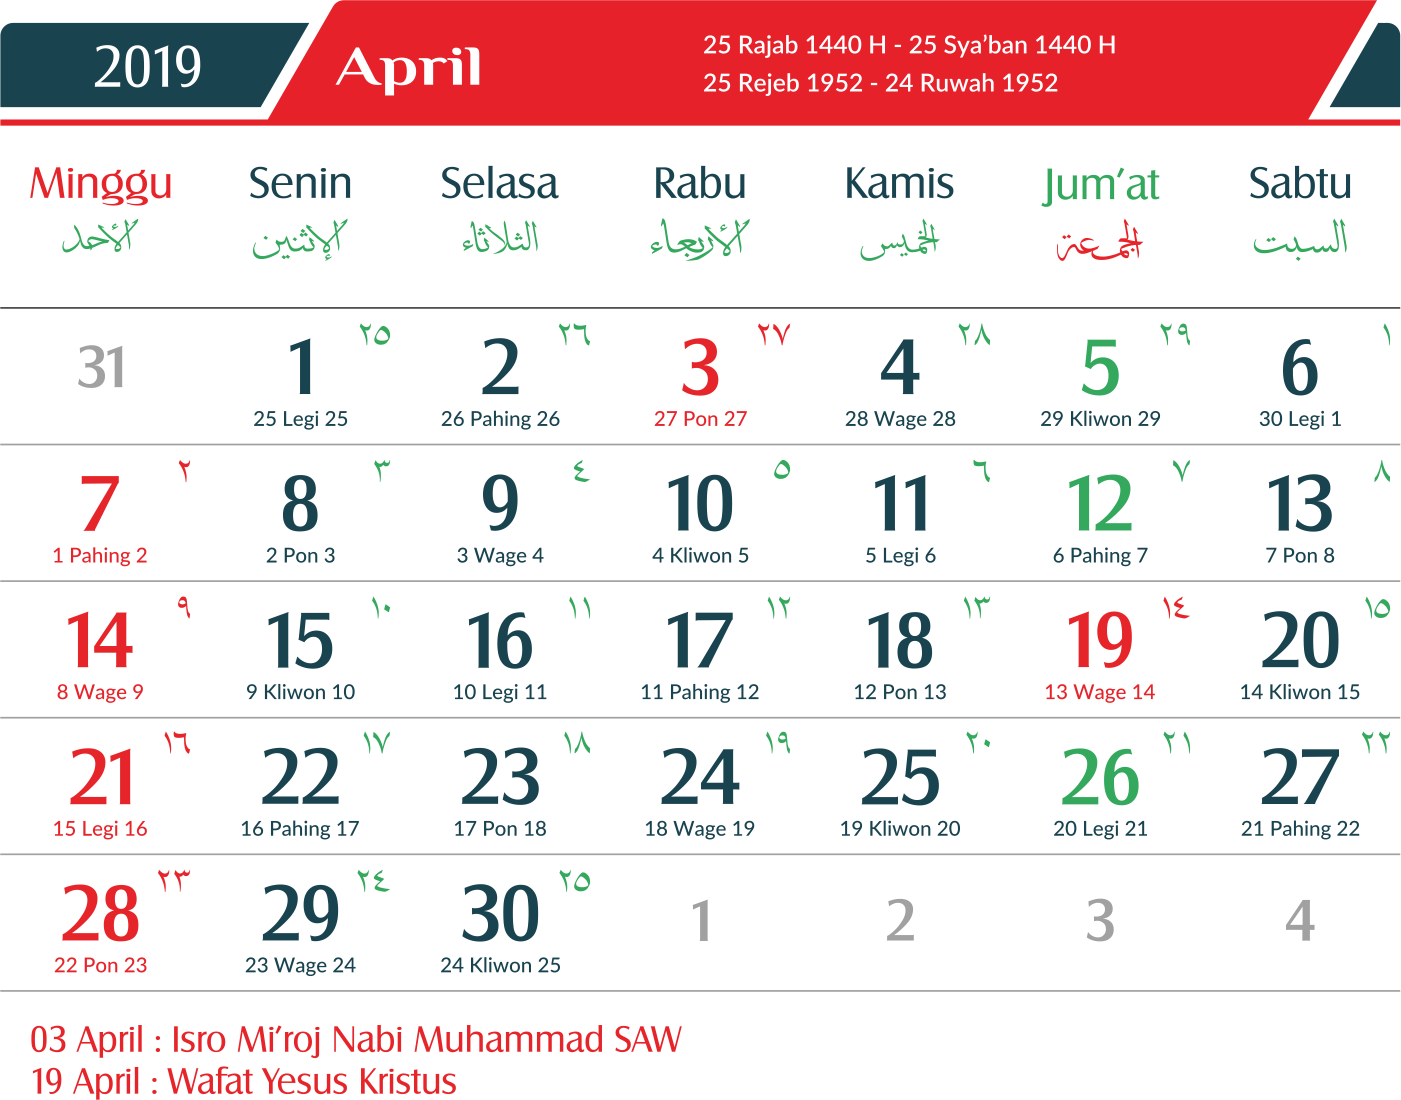 2019
April
25 Rajab 1440 H - 25 Sya’ban 1440 H
25 Rejeb 1952 - 24 Ruwah 1952
Minggu Senin Selasa Rabu Kamis Jum’at Sabtu
الأحد الإثنين الثلاثاء الأربعاء الخميس الجمعة السبت
٢٥ ٢٦ ٢٧ ٢٨ ٢٩ ١
31 1 2 3 4 5 6
25 Legi 25 26 Pahing 26 27 Pon 27 28 Wage 28 29 Kliwon 29 30 Legi 1
٢ ٣ ٤ ٥ ٦ ٧ ٨
7 8 9 10 11 12 13
1 Pahing 2 2 Pon 3 3 Wage 4 4 Kliwon 5 5 Legi 6 6 Pahing 7 7 Pon 8
٩ ١٠ ١١ ١٢ ١٣ ١٤ ١٥
14 15 16 17 18 19 20
8 Wage 9 9 Kliwon 10 10 Legi 11 11 Pahing 12 12 Pon 13 13 Wage 14 14 Kliwon 15
١٦ ١٧ ١٨ ١٩ ٢٠ ٢١ ٢٢
21 22 23 24 25 26 27
15 Legi 16 16 Pahing 17 17 Pon 18 18 Wage 19 19 Kliwon 20 20 Legi 21 21 Pahing 22
٢٣ ٢٤ ٢٥
28 29 30 1 2 3 4
22 Pon 23 23 Wage 24 24 Kliwon 25
03 April : Isro Mi’roj Nabi Muhammad SAW
19 April : Wafat Yesus Kristus